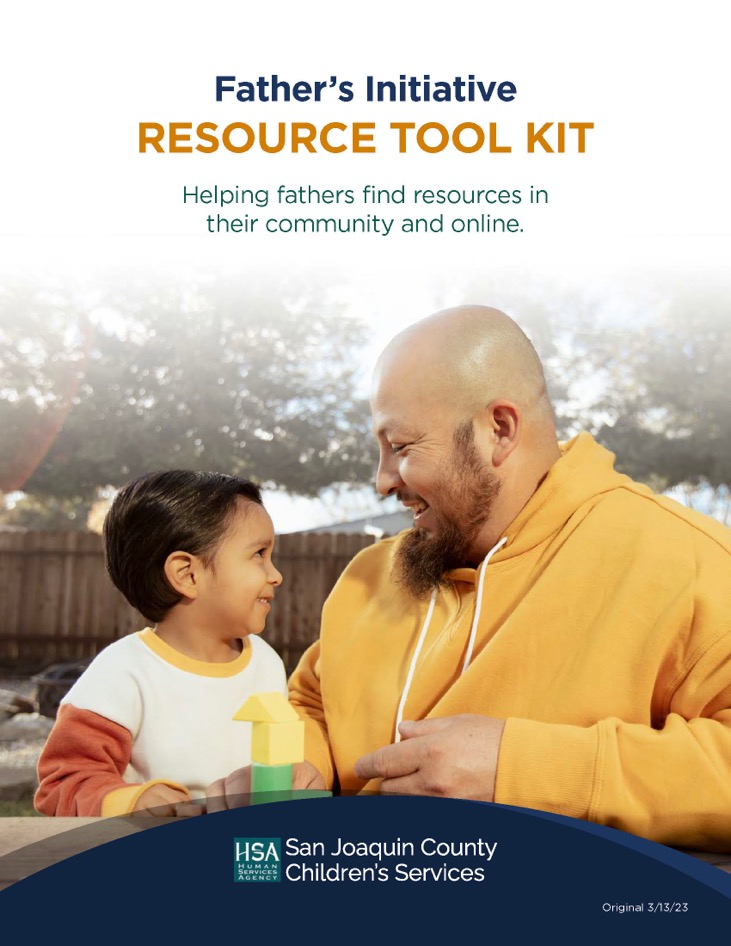 Father’s Initiative
RESOURCE TOOL KIT
Helping fathers find resources in
their community and online.
HSA
HUMAN
SERVICES
AGENCY
San Joaquin County
Children’s Services
Original 3/13/23